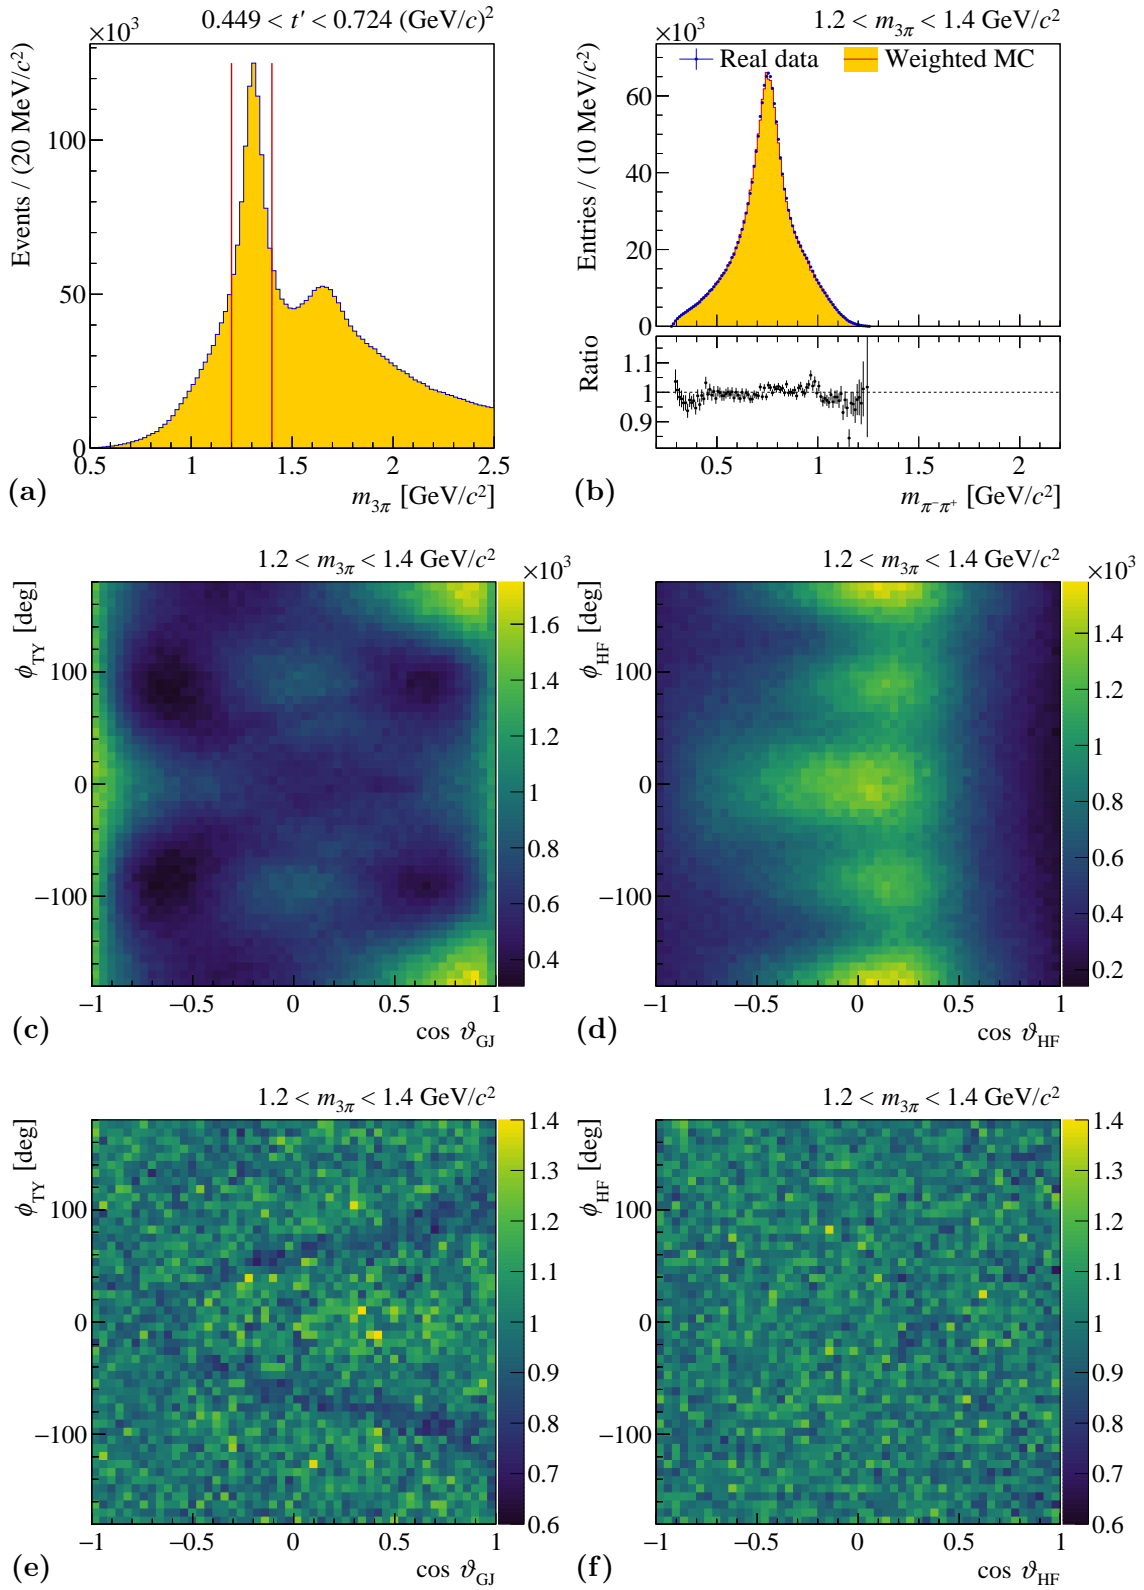 0.449 < t′ < 0.724 (GeV/c)²
×10³
Events / (20 MeV/c²)
100
50
0
0.5 1 1.5 2 2.5
m₃π [GeV/c²]
(a)
1.2 < m₃π < 1.4 GeV/c²
×10³
Real data Weighted MC
Entries / (10 MeV/c²)
60
40
20
0
Ratio
1.1
1
0.9
0.5 1 1.5 2
m_π⁻π⁺ [GeV/c²]
(b)
1.2 < m₃π < 1.4 GeV/c²
×10³
ϕ_TY [deg]
100
0
−100
−1 −0.5 0 0.5 1
cos ϑ_GJ
1.6
1.4
1.2
1
0.8
0.6
0.4
(c)
1.2 < m₃π < 1.4 GeV/c²
×10³
ϕ_HF [deg]
100
0
−100
−1 −0.5 0 0.5 1
cos ϑ_HF
1.4
1.2
1
0.8
0.6
0.4
0.2
(d)
1.2 < m₃π < 1.4 GeV/c²
ϕ_TY [deg]
100
0
−100
−1 −0.5 0 0.5 1
cos ϑ_GJ
1.4
1.3
1.2
1.1
1
0.9
0.8
0.7
0.6
(e)
1.2 < m₃π < 1.4 GeV/c²
ϕ_HF [deg]
100
0
−100
−1 −0.5 0 0.5 1
cos ϑ_HF
1.4
1.3
1.2
1.1
1
0.9
0.8
0.7
0.6
(f)